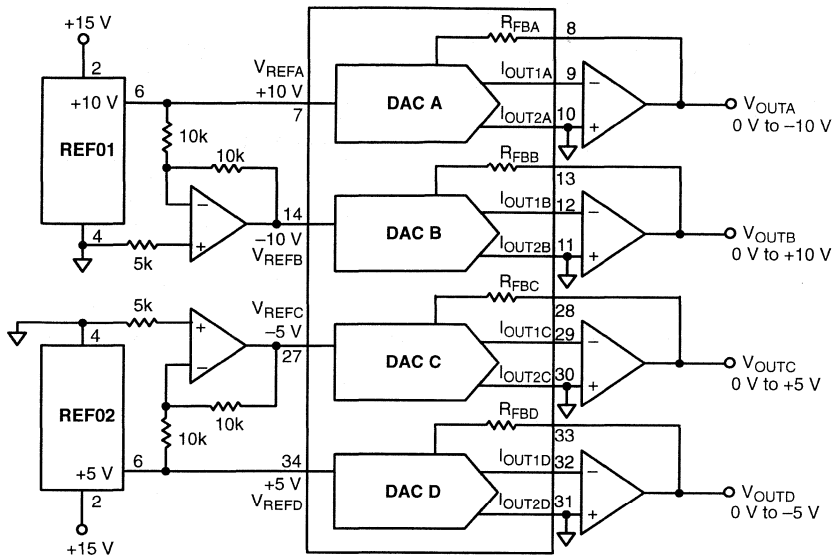 +15 V
2
REF01
+10 V
6
4
10k
10k
5k
−
+
V_REFA
+10 V
7
14
−10 V
V_REFB
DAC A
R_FBA
8
I_OUT1A
9
I_OUT2A
10
−
+
V_OUTA
0 V to −10 V
DAC B
R_FBB
13
I_OUT1B
12
I_OUT2B
11
−
+
V_OUTB
0 V to +10 V
5k
4
+
−
REF02
10k
10k
+5 V
6
2
+15 V
V_REFC
−5 V
27
34
+5 V
V_REFD
DAC C
R_FBC
28
I_OUT1C
29
I_OUT2C
30
−
+
V_OUTC
0 V to +5 V
DAC D
R_FBD
33
I_OUT1D
32
I_OUT2D
31
−
+
V_OUTD
0 V to −5 V